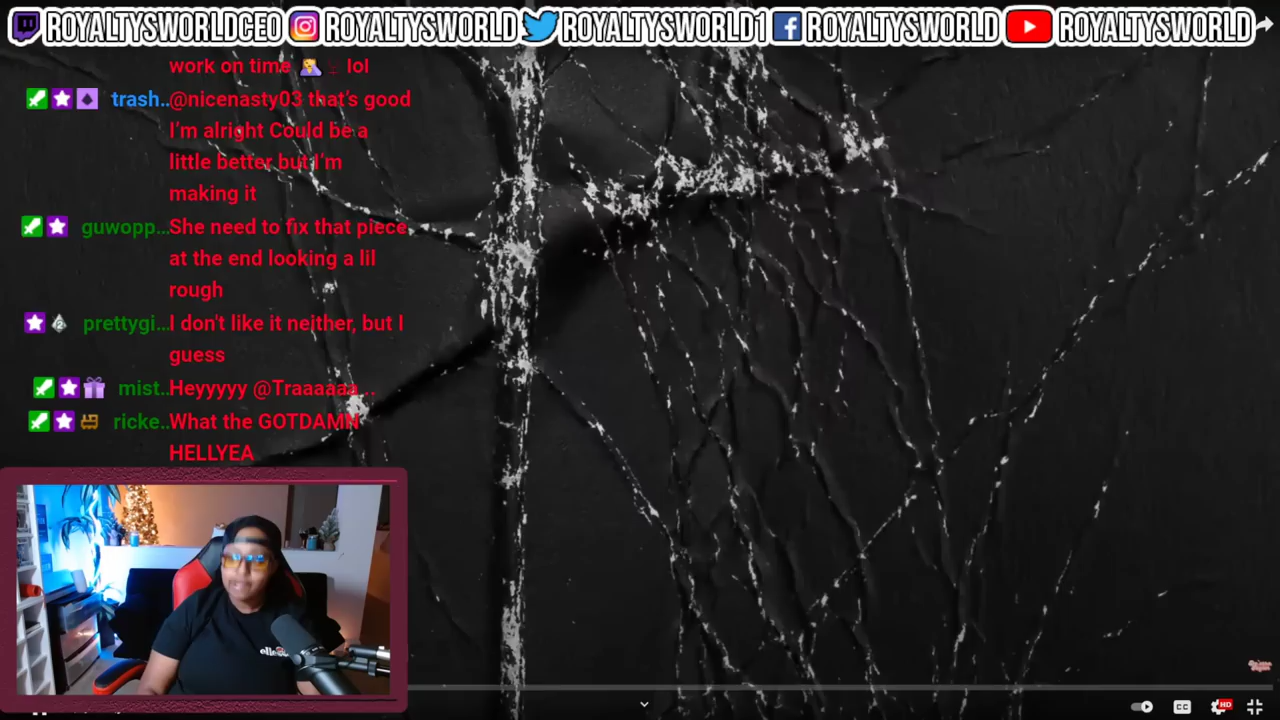 ROYALTYSWORLDCEO ROYALTYSWORLD ROYALTYSWORLD1 ROYALTYSWORLD ROYALTYSWORLD
work on time lol
trash.. @nicenasty03 that's good
I'm alright Could be a
little better but I'm
making it
guwopp... She need to fix that piece
at the end looking a lil
rough
prettygi... I don't like it neither, but I
guess
mist.. Heyyyyy @Traaaaaa...
ricke.. What the GOTDAMN
HELLYEA
CC HD